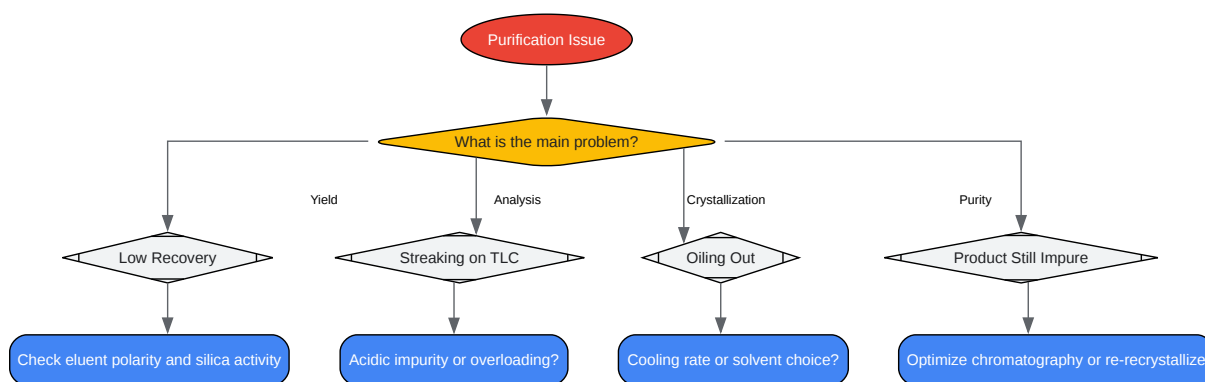 Purification Issue
What is the main problem?
Yield
Analysis
Crystallization
Purity
Low Recovery
Streaking on TLC
Oiling Out
Product Still Impure
Check eluent polarity and silica activity
Acidic impurity or overloading?
Cooling rate or solvent choice?
Optimize chromatography or re-recrystallize